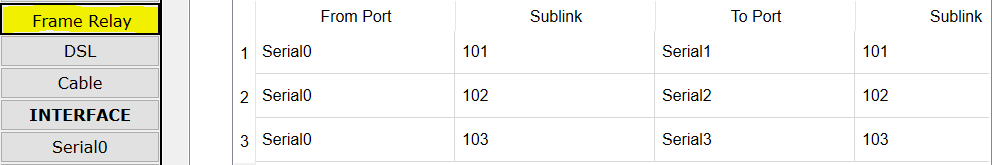 Frame Relay
DSL
Cable
INTERFACE
Serial0
From Port Sublink To Port Sublink
1 Serial0 101 Serial1 101
2 Serial0 102 Serial2 102
3 Serial0 103 Serial3 103